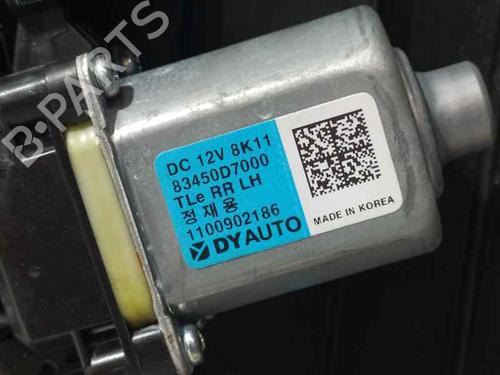 B-PARTS
DC 12V 8K11
83450D7000
TLe RR LH
정재용
1100902186
DYAUTO
MADE IN KOREA